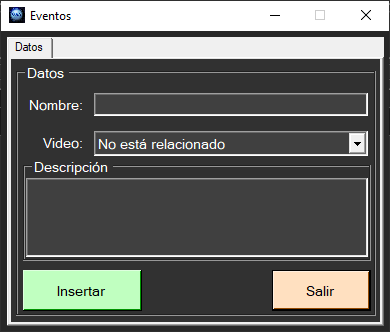 Eventos
Datos
Datos
Nombre:
Video: No está relacionado
Descripción
Insertar Salir